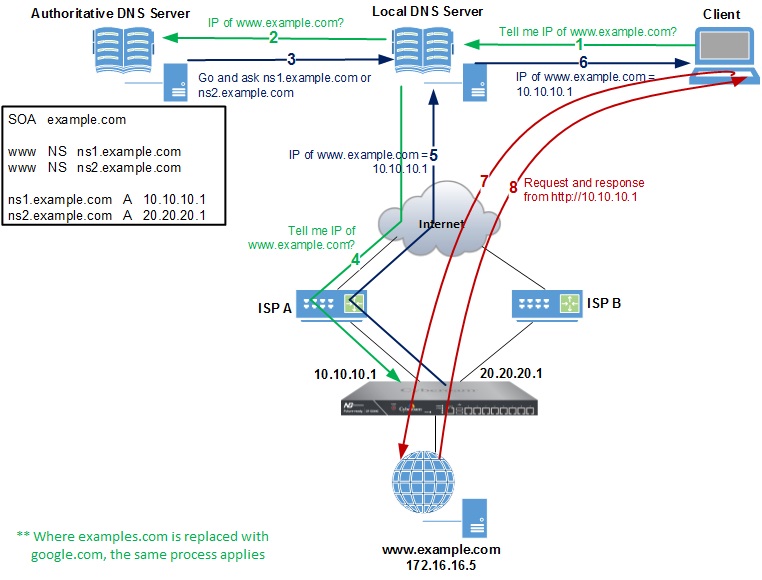 Authoritative DNS Server
Local DNS Server
Client
IP of www.example.com?
2
Tell me IP of www.example.com?
1
3
Go and ask ns1.example.com or
ns2.example.com
6
IP of www.example.com =
10.10.10.1
SOA example.com
www NS ns1.example.com
www NS ns2.example.com
ns1.example.com A 10.10.10.1
ns2.example.com A 20.20.20.1
IP of www.example.com =
5
10.10.10.1
7
8
Request and response
from http://10.10.10.1
Internet
Tell me IP of
www.example.com?
4
ISP A
ISP B
10.10.10.1
20.20.20.1
Cyberoam
www.example.com
172.16.16.5
** Where examples.com is replaced with
google.com, the same process applies